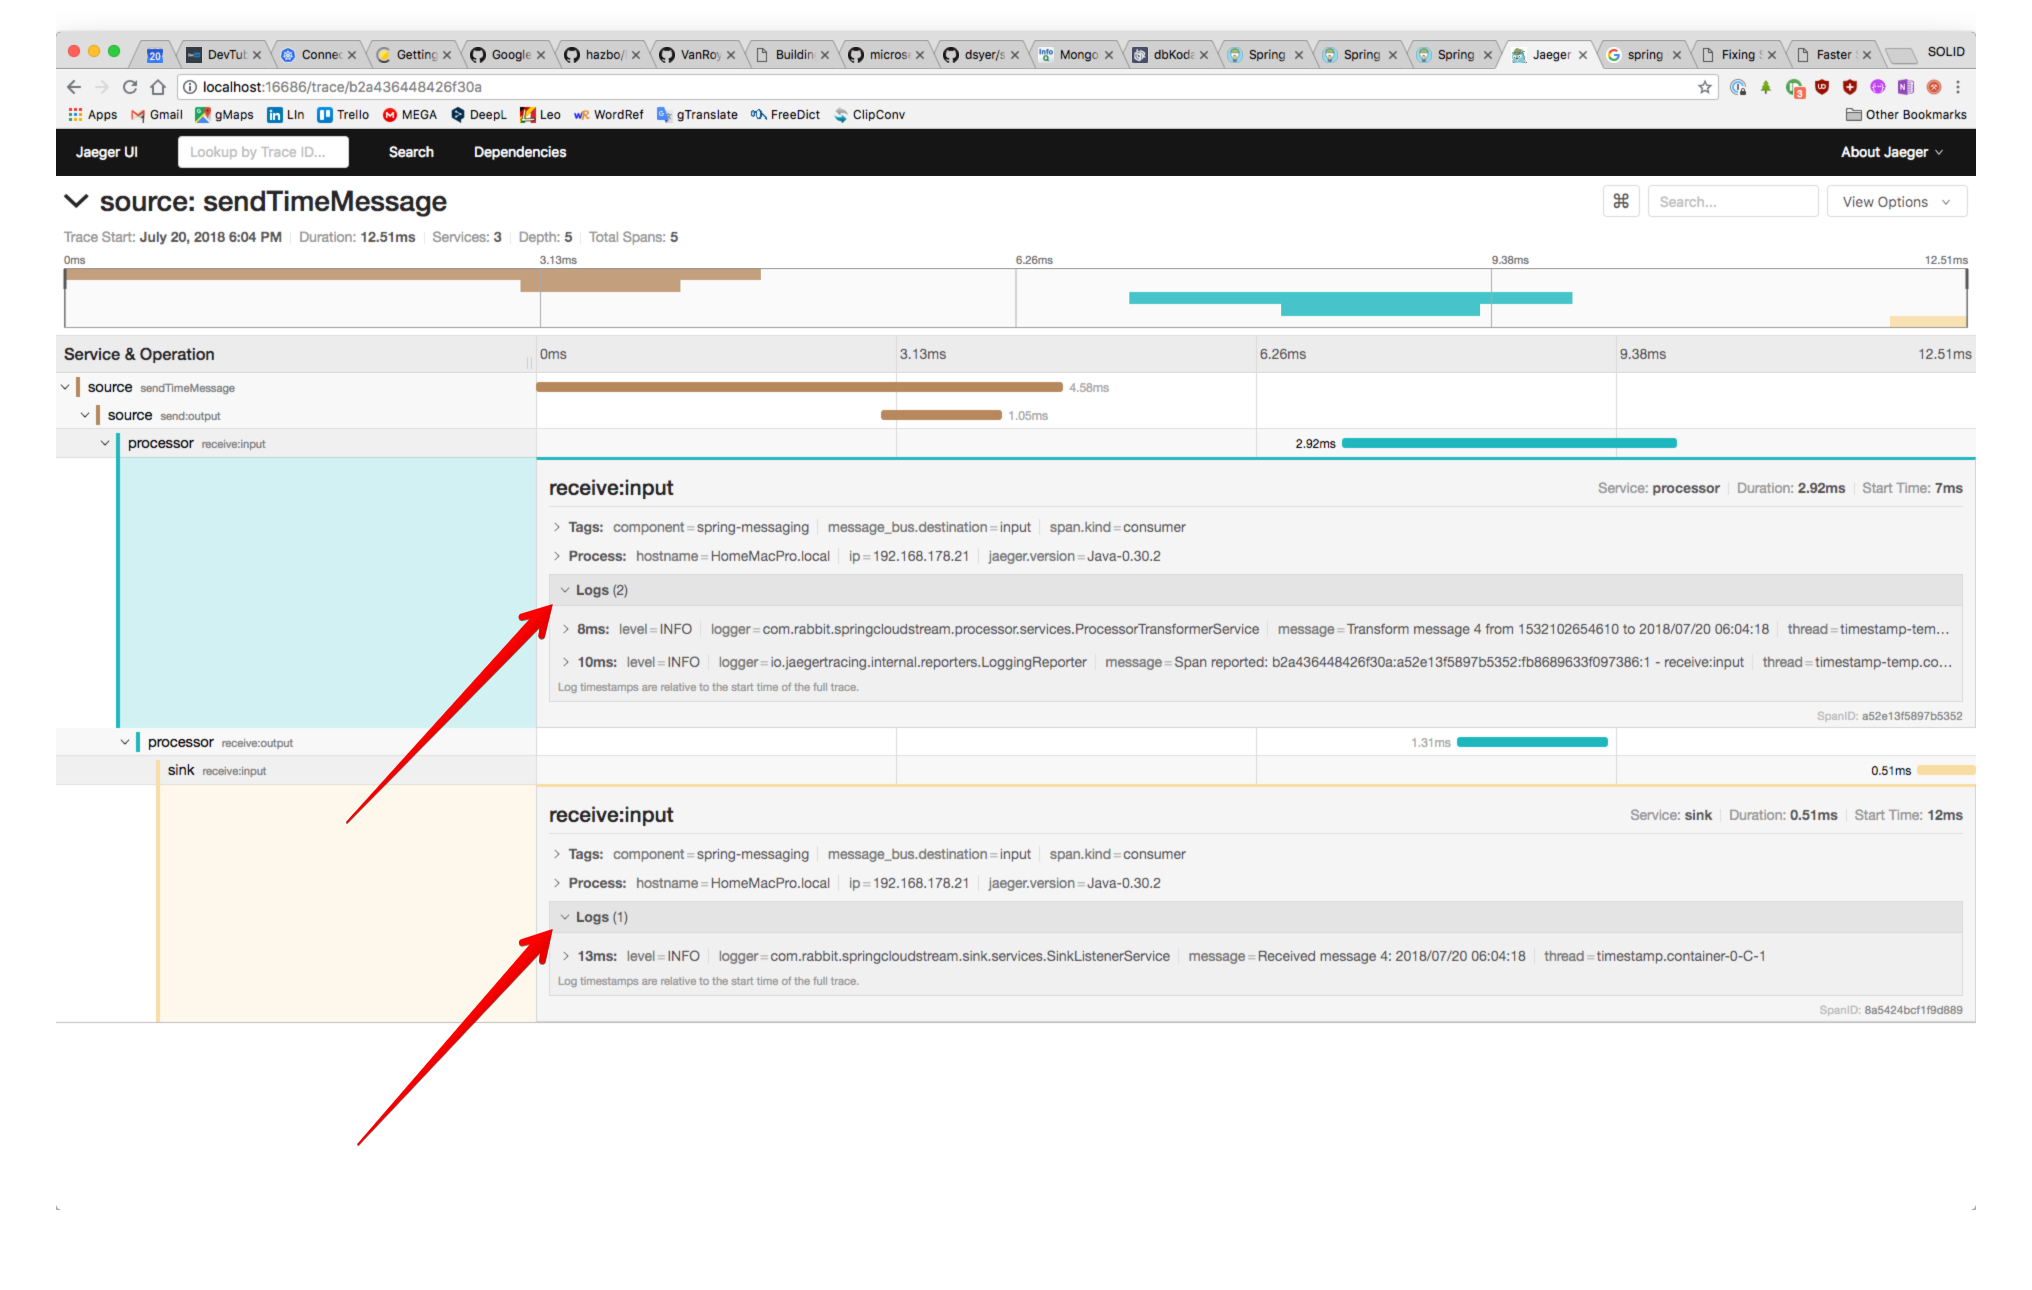 20 DevTub Connec Getting Google hazbo/ VanRoy Buildin micros dsyer/s Mongo dbKoda Spring Spring Spring Jaeger spring Fixing S Faster S SOLID
localhost:16686/trace/b2a436448426f30a
Apps Gmail gMaps LIn Trello MEGA DeepL Leo WordRef gTranslate FreeDict ClipConv Other Bookmarks
Jaeger UI Lookup by Trace ID... Search Dependencies About Jaeger
source: sendTimeMessage ⌘ Search... View Options
Trace Start: July 20, 2018 6:04 PM Duration: 12.51ms Services: 3 Depth: 5 Total Spans: 5
0ms 3.13ms 6.26ms 9.38ms 12.51ms
Service & Operation 0ms 3.13ms 6.26ms 9.38ms 12.51ms
source sendTimeMessage 4.58ms
source send:output 1.05ms
processor receive:input 2.92ms
receive:input Service: processor Duration: 2.92ms Start Time: 7ms
Tags: component = spring-messaging message_bus.destination = input span.kind = consumer
Process: hostname = HomeMacPro.local ip = 192.168.178.21 jaeger.version = Java-0.30.2
Logs (2)
8ms: level = INFO logger = com.rabbit.springcloudstream.processor.services.ProcessorTransformerService message = Transform message 4 from 1532102654610 to 2018/07/20 06:04:18 thread = timestamp-tem...
10ms: level = INFO logger = io.jaegertracing.internal.reporters.LoggingReporter message = Span reported: b2a436448426f30a:a52e13f5897b5352:fb8689633f097386:1 - receive:input thread = timestamp-temp.co...
Log timestamps are relative to the start time of the full trace.
SpanID: a52e13f5897b5352
processor receive:output 1.31ms
sink receive:input 0.51ms
receive:input Service: sink Duration: 0.51ms Start Time: 12ms
Tags: component = spring-messaging message_bus.destination = input span.kind = consumer
Process: hostname = HomeMacPro.local ip = 192.168.178.21 jaeger.version = Java-0.30.2
Logs (1)
13ms: level = INFO logger = com.rabbit.springcloudstream.sink.services.SinkListenerService message = Received message 4: 2018/07/20 06:04:18 thread = timestamp.container-0-C-1
Log timestamps are relative to the start time of the full trace.
SpanID: 8a5424bcf1f9d889